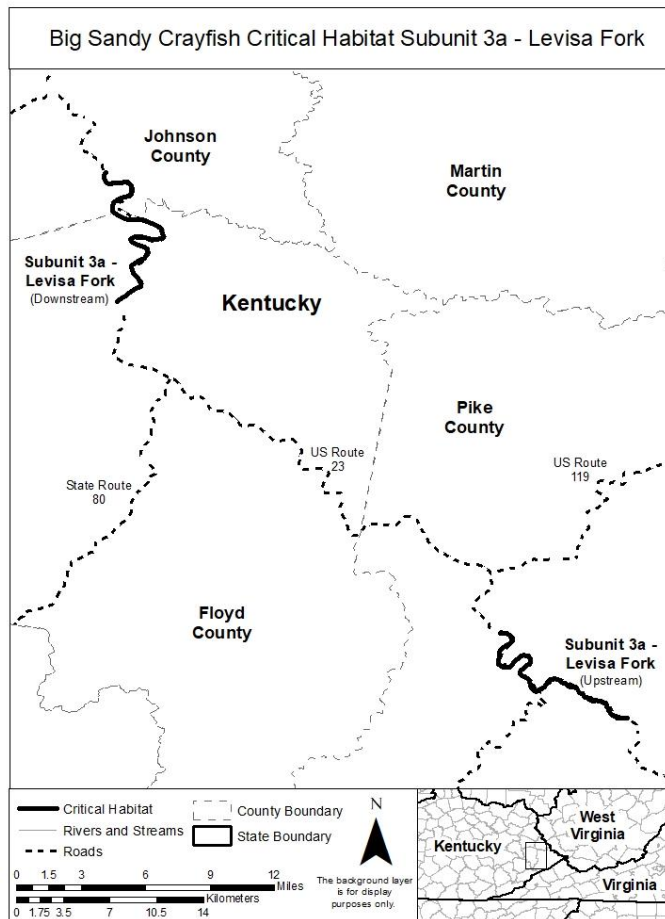 Big Sandy Crayfish Critical Habitat Subunit 3a - Levisa Fork
Johnson
County
Martin
County
Subunit 3a -
Levisa Fork
(Downstream)
Kentucky
Pike
County
US Route
23
US Route
119
State Route
80
Floyd
County
Subunit 3a -
Levisa Fork
(Upstream)
Critical Habitat
Rivers and Streams
Roads
County Boundary
State Boundary
N
0 1.5 3 6 9 12
Miles
Kilometers
0 1.75 3.5 7 10.5 14
The background layer
is for display
purposes only.
Kentucky
West
Virginia
Virginia